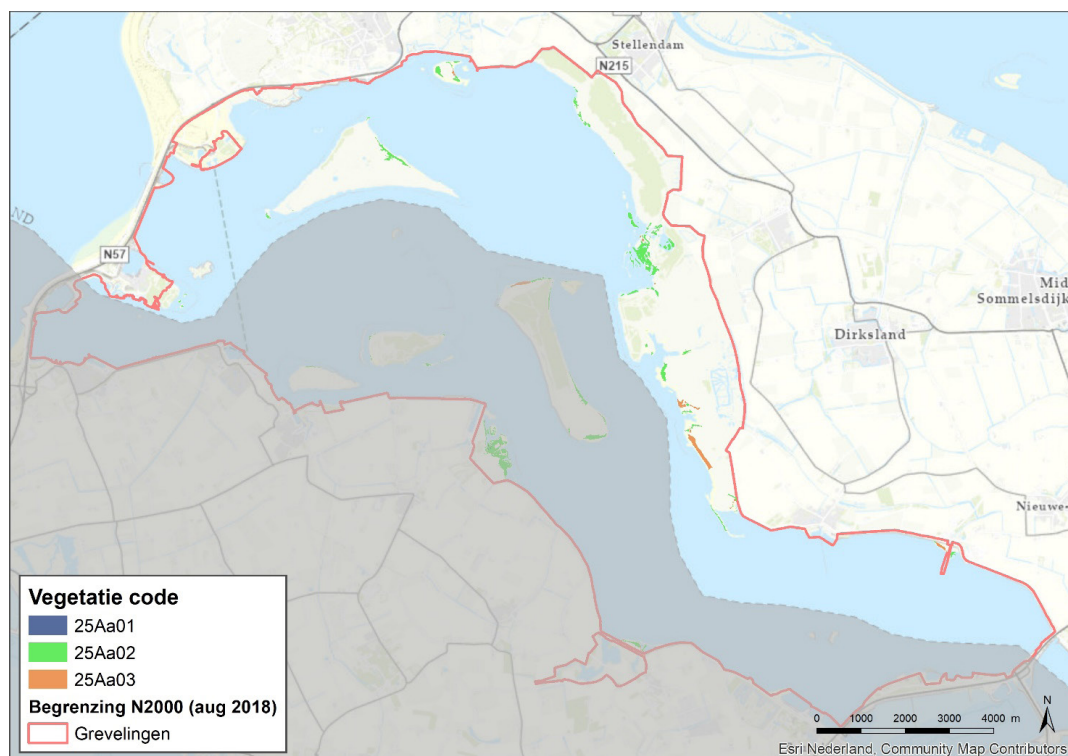 Stellendam
N215
ND
N57
Mid
Sommelsdijk
Dirksland
Nieuwe-
Vegetatie code
25Aa01
25Aa02
25Aa03
Begrenzing N2000 (aug 2018)
Grevelingen
N
0 1000 2000 3000 4000 m
Esri Nederland, Community Map Contributors